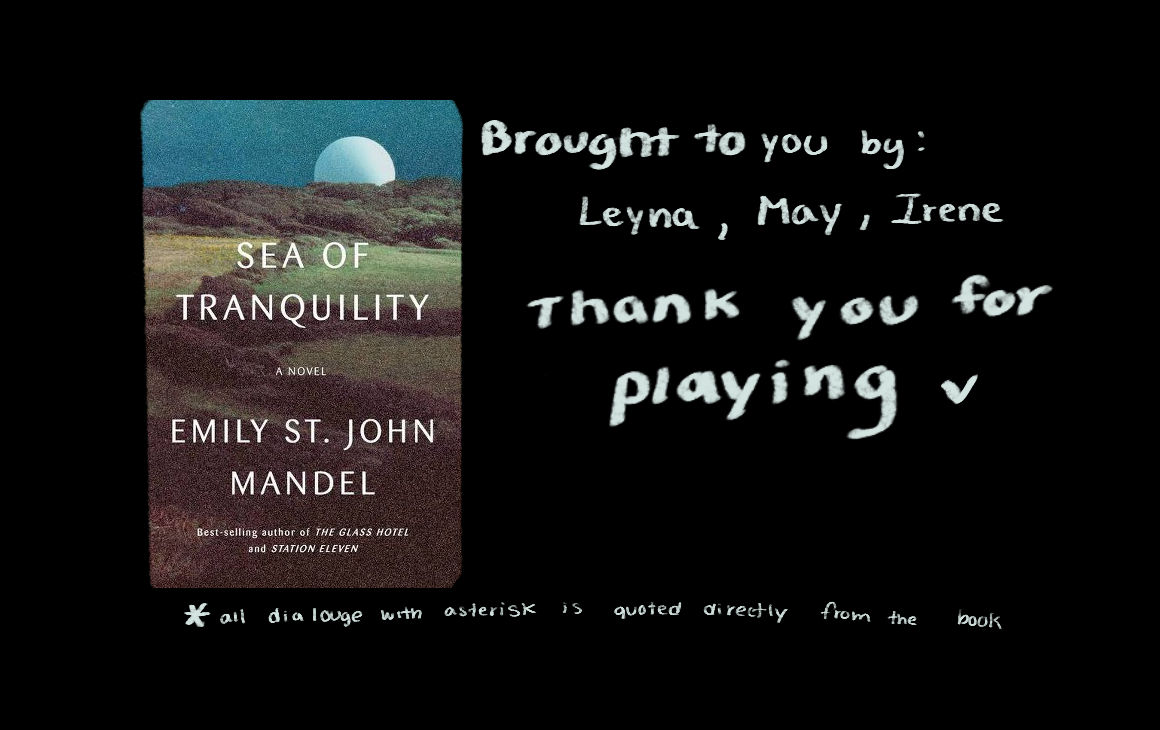 SEA OF
TRANQUILITY
A NOVEL
EMILY ST. JOHN
MANDEL
Best-selling author of THE GLASS HOTEL
and STATION ELEVEN
Brought to you by:
Leyna, May, Irene
Thank you for
playing
* all dialouge with asterisk is quoted directly from the book